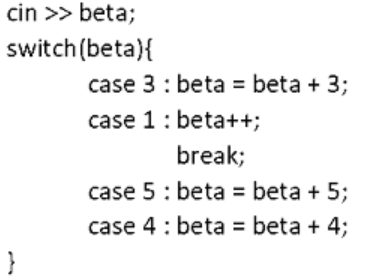 cin >> beta;
switch(beta){
case 3 : beta = beta + 3;
case 1 : beta++;
break;
case 5 : beta = beta + 5;
case 4 : beta = beta + 4;
}